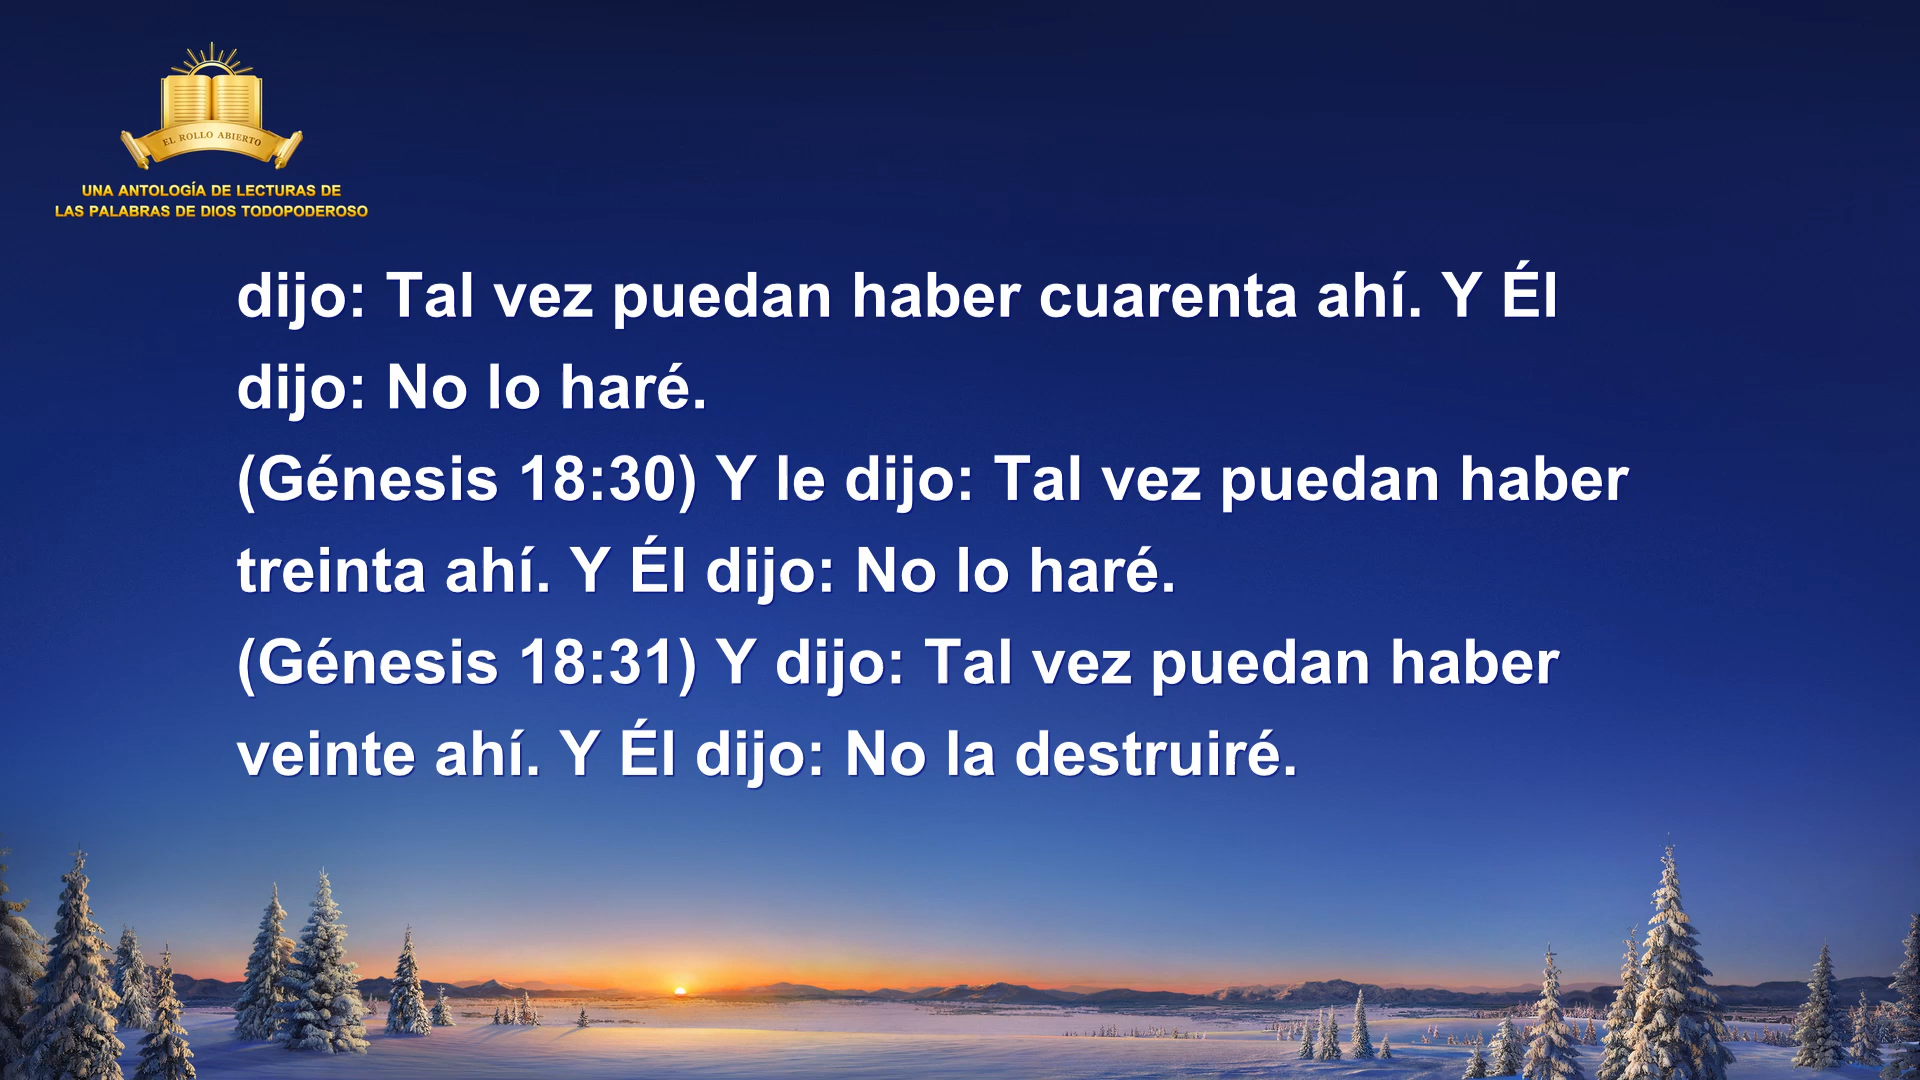 EL ROLLO ABIERTO
UNA ANTOLOGÍA DE LECTURAS DE
LAS PALABRAS DE DIOS TODOPODEROSO
dijo: Tal vez puedan haber cuarenta ahí. Y Él
dijo: No lo haré.
(Génesis 18:30) Y le dijo: Tal vez puedan haber
treinta ahí. Y Él dijo: No lo haré.
(Génesis 18:31) Y dijo: Tal vez puedan haber
veinte ahí. Y Él dijo: No la destruiré.